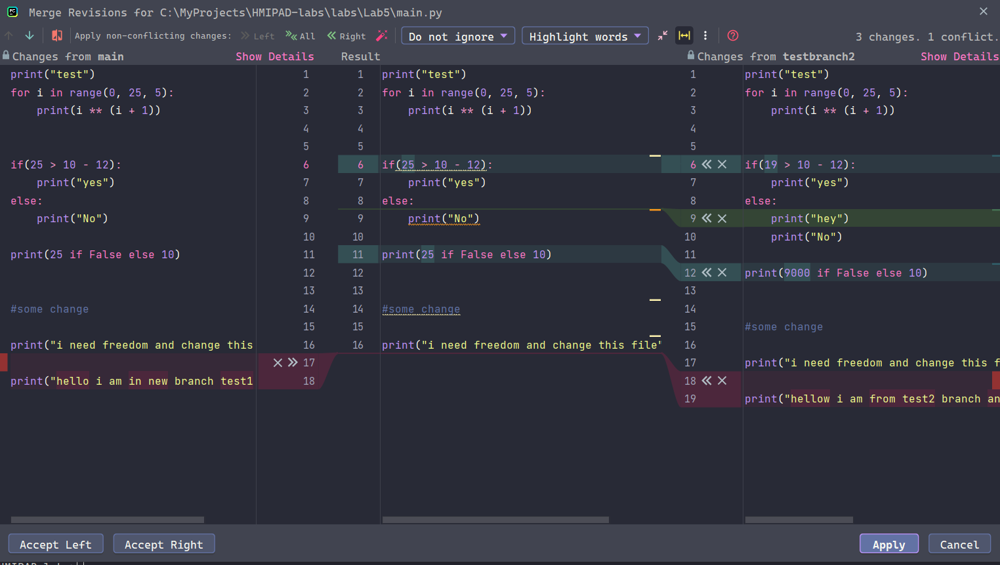 PC Merge Revisions for C:\MyProjects\HMIPAD-labs\labs\Lab5\main.py
Apply non-conflicting changes: Left All Right Do not ignore Highlight words 3 changes. 1 conflict.
Changes from main Show Details Result Changes from testbranch2 Show Details
print("test") 1 1 print("test") 1 print("test")
for i in range(0, 25, 5): 2 2 for i in range(0, 25, 5): 2 for i in range(0, 25, 5):
print(i ** (i + 1)) 3 3 print(i ** (i + 1)) 3 print(i ** (i + 1))
4 4 4
5 5 5
if(25 > 10 - 12): 6 6 if(25 > 10 - 12): 6 if(19 > 10 - 12):
print("yes") 7 7 print("yes") 7 print("yes")
else: 8 8 else: 8 else:
print("No") 9 9 print("No") 9 print("hey")
10 10 10 print("No")
print(25 if False else 10) 11 11 print(25 if False else 10) 11
12 12 12 print(9000 if False else 10)
13 13 13
#some change 14 14 #some change 14
15 15 15 #some change
print("i need freedom and change this 16 16 print("i need freedom and change this file" 16
17 17 print("i need freedom and change this f
print("hello i am in new branch test1 18 18
19 print("hellow i am from test2 branch an
Accept Left Accept Right Apply Cancel